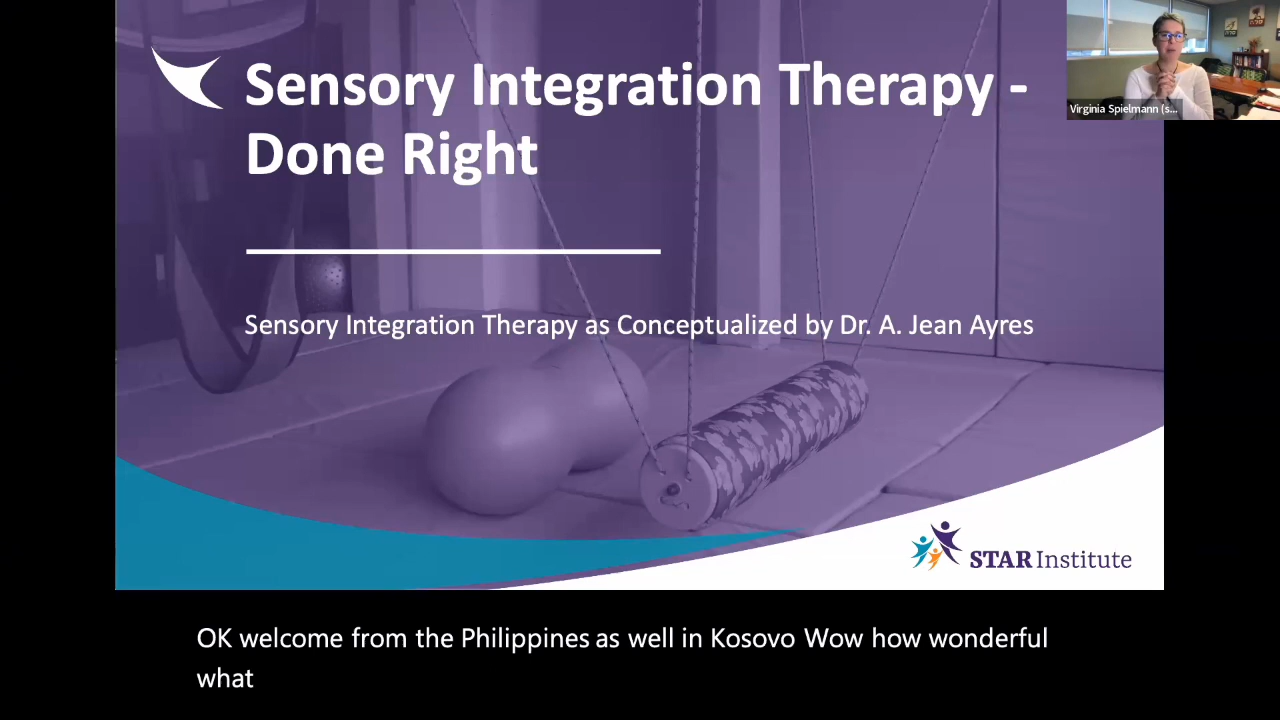 Sensory Integration Therapy -
Done Right
Virginia Spielmann (s...
Sensory Integration Therapy as Conceptualized by Dr. A. Jean Ayres
STAR Institute
OK welcome from the Philippines as well in Kosovo Wow how wonderful
what